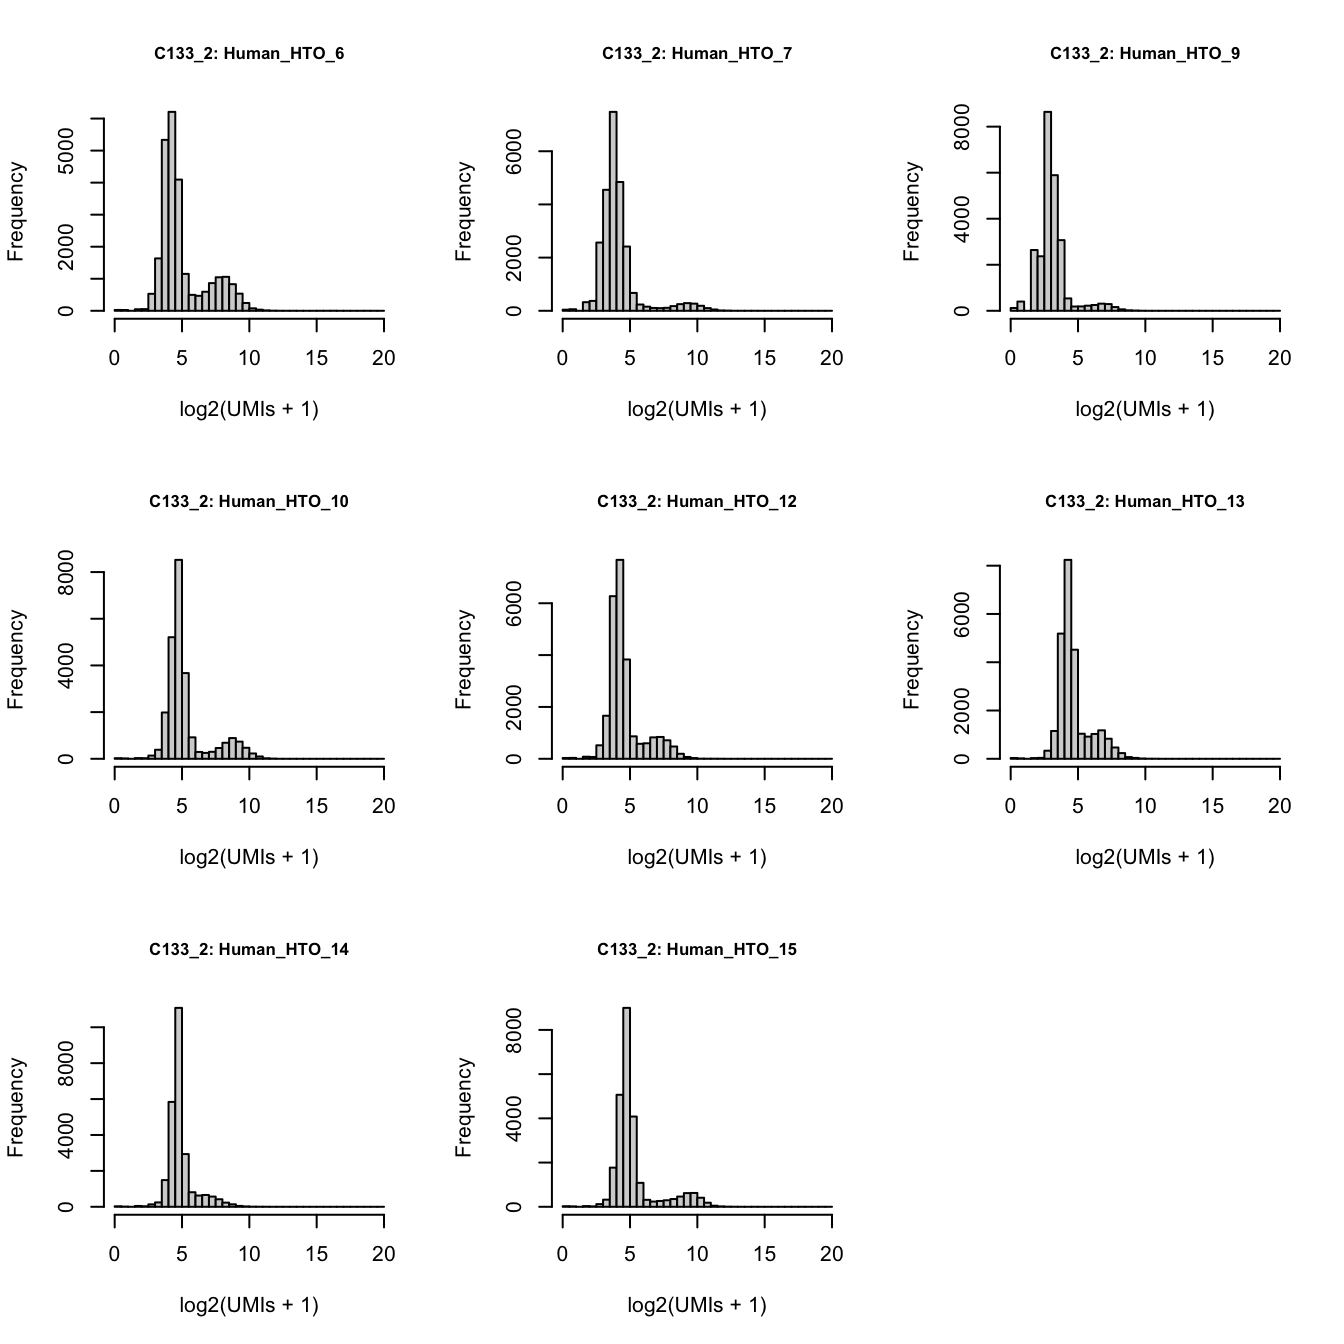 C133_2: Human_HTO_6
Frequency
5000
2000
0
0 5 10 15 20
log2(UMIs + 1)
C133_2: Human_HTO_7
Frequency
6000
2000
0
0 5 10 15 20
log2(UMIs + 1)
C133_2: Human_HTO_9
Frequency
8000
4000
0
0 5 10 15 20
log2(UMIs + 1)
C133_2: Human_HTO_10
Frequency
8000
4000
0
0 5 10 15 20
log2(UMIs + 1)
C133_2: Human_HTO_12
Frequency
6000
2000
0
0 5 10 15 20
log2(UMIs + 1)
C133_2: Human_HTO_13
Frequency
6000
2000
0
0 5 10 15 20
log2(UMIs + 1)
C133_2: Human_HTO_14
Frequency
8000
4000
0
0 5 10 15 20
log2(UMIs + 1)
C133_2: Human_HTO_15
Frequency
8000
4000
0
0 5 10 15 20
log2(UMIs + 1)